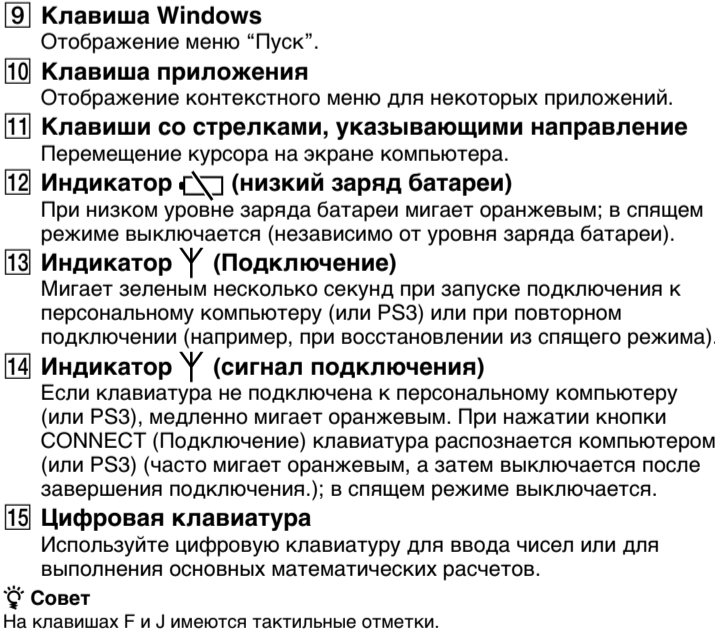 9 Клавиша Windows
Отображение меню “Пуск”.
10 Клавиша приложения
Отображение контекстного меню для некоторых приложений.
11 Клавиши со стрелками, указывающими направление
Перемещение курсора на экране компьютера.
12 Индикатор (низкий заряд батареи)
При низком уровне заряда батареи мигает оранжевым; в спящем
режиме выключается (независимо от уровня заряда батареи).
13 Индикатор (Подключение)
Мигает зеленым несколько секунд при запуске подключения к
персональному компьютеру (или PS3) или при повторном
подключении (например, при восстановлении из спящего режима).
14 Индикатор (сигнал подключения)
Если клавиатура не подключена к персональному компьютеру
(или PS3), медленно мигает оранжевым. При нажатии кнопки
CONNECT (Подключение) клавиатура распознается компьютером
(или PS3) (часто мигает оранжевым, а затем выключается после
завершения подключения.); в спящем режиме выключается.
15 Цифровая клавиатура
Используйте цифровую клавиатуру для ввода чисел или для
выполнения основных математических расчетов.
Совет
На клавишах F и J имеются тактильные отметки.